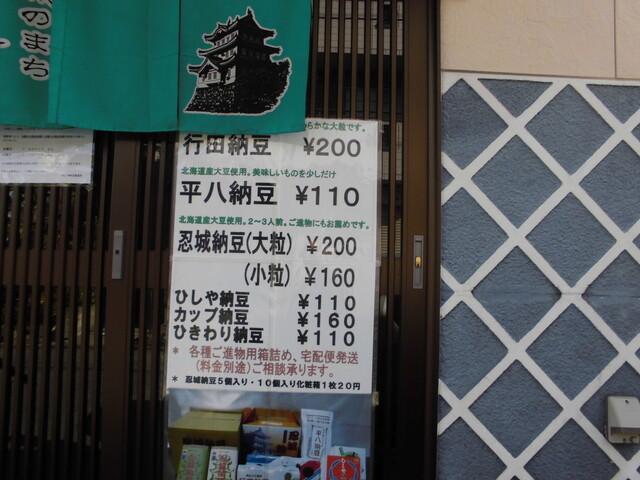 のまち
らかな大粒です。
行田納豆 ¥200
北海道産大豆使用。美味しいものを少しだけ
平八納豆 ¥110
北海道産大豆使用。2〜3人前。ご進物にもお薦めです。
忍城納豆(大粒) ¥200
(小粒) ¥160
ひしや納豆 ¥110
カップ納豆 ¥160
ひきわり納豆 ¥110
* 各種ご進物用箱詰め、宅配便発送
(料金別途)ご相談承ります。
* 忍城納豆5個入り・10個入り化粧箱1枚20円
平八納豆